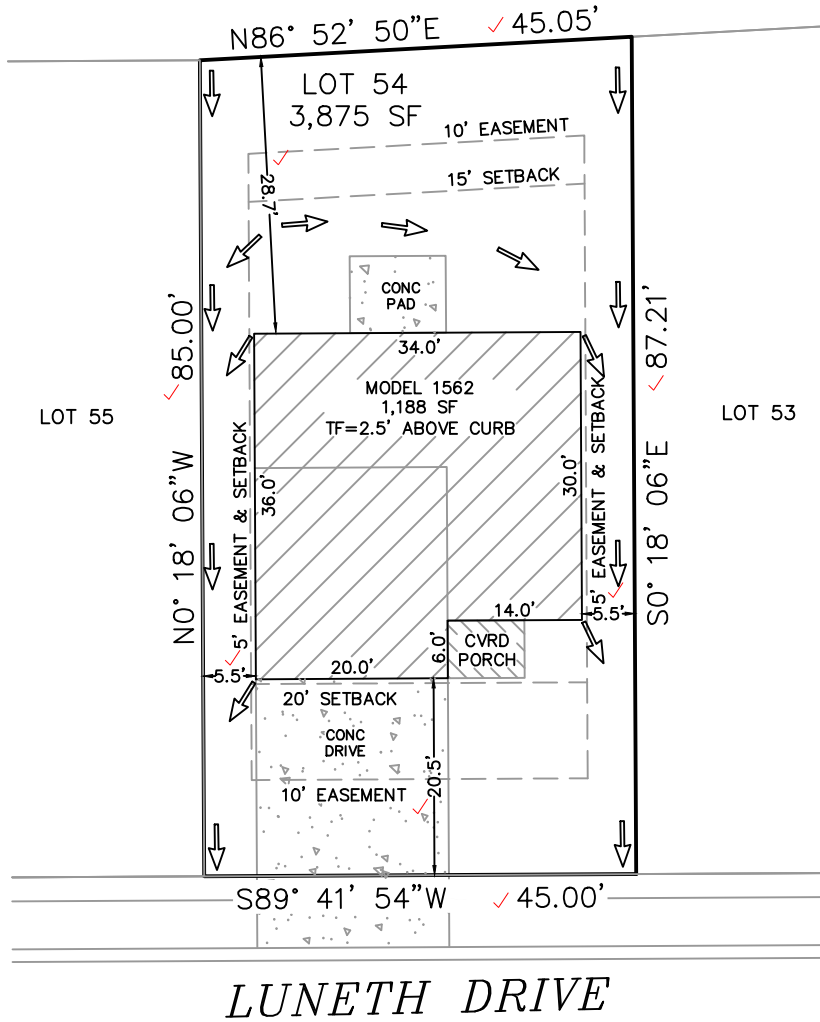 N86° 52' 50"E ✓ 45.05'
LOT 54
3,875 SF
10' EASEMENT
15' SETBACK
28.7'
CONC
PAD
34.0'
MODEL 1562
1,188 SF
TF=2.5' ABOVE CURB
LOT 55
LOT 53
N0° 18' 06"W ✓ 85.00'
S0° 18' 06"E ✓ 87.21'
5' EASEMENT & SETBACK
36.0'
30.0'
5' EASEMENT & SETBACK
14.0'
5.5'
6.0'
CVRD
PORCH
5.5'
20.0'
20' SETBACK
CONC
DRIVE
20.5'
10' EASEMENT
S89° 41' 54"W ✓ 45.00'
LUNETH DRIVE